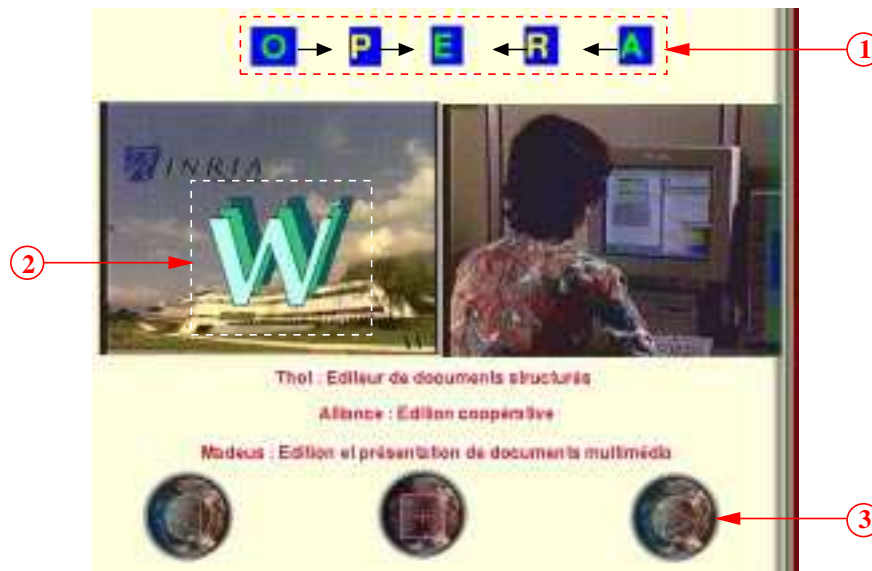 O P E R A
1
INRIA
W
2
Thot : Editeur de documents structurés
Alliance : Edition coopérative
Madeus : Edition et présentation de documents multimédia
3